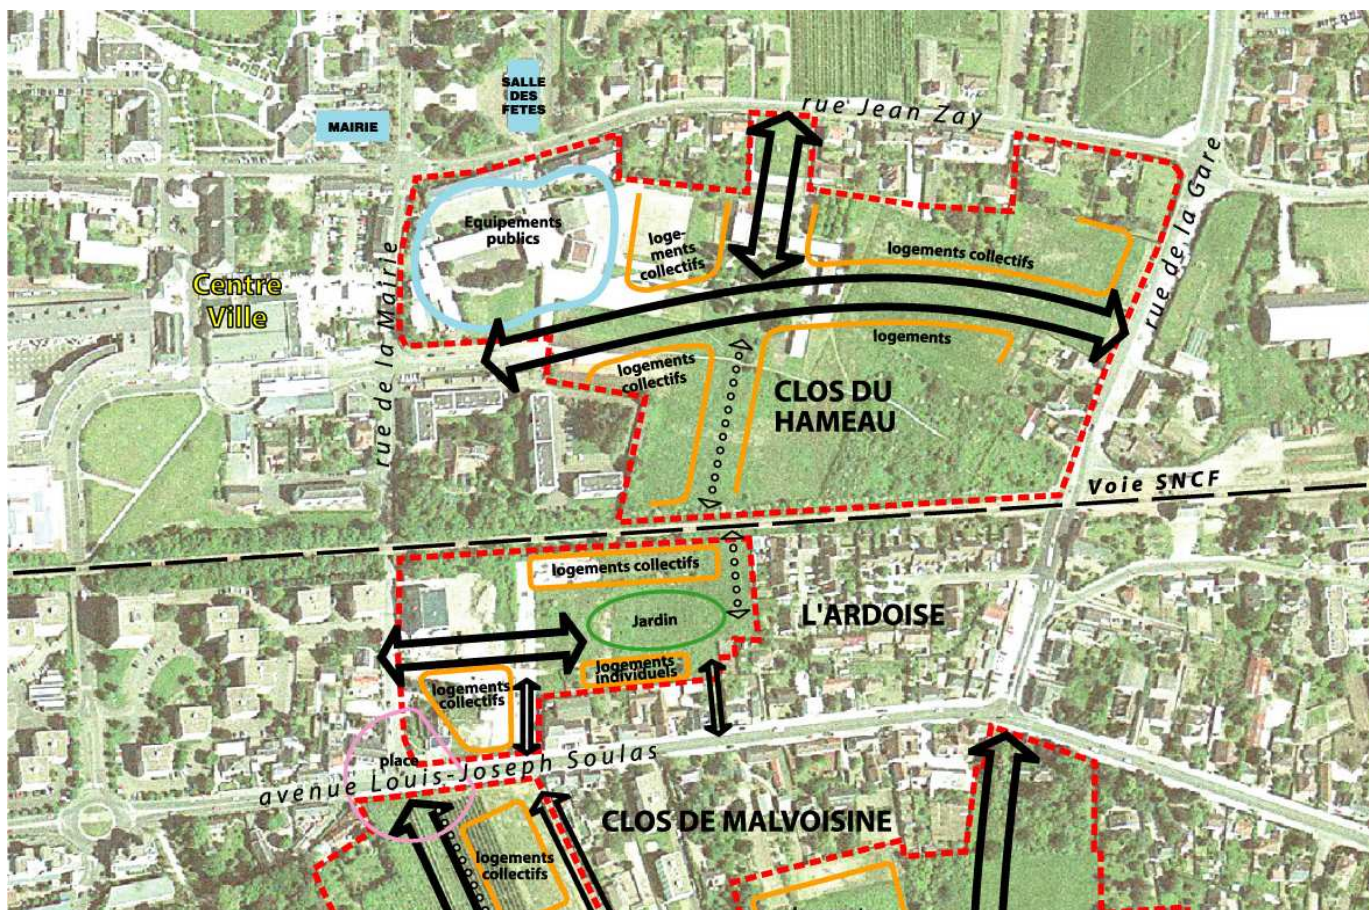 SALLE
DES
FETES
MAIRIE
rue Jean Zay
Equipements
publics
loge-
ments
collectifs
logements collectifs
rue de la Gare
Centre
Ville
rue de la Mairie
logements
logements
collectifs
CLOS DU
HAMEAU
Voie SNCF
logements collectifs
Jardin
L'ARDOISE
logements
individuels
logements
collectifs
place
avenue Louis-Joseph Soulas
CLOS DE MALVOISINE
logements
collectifs